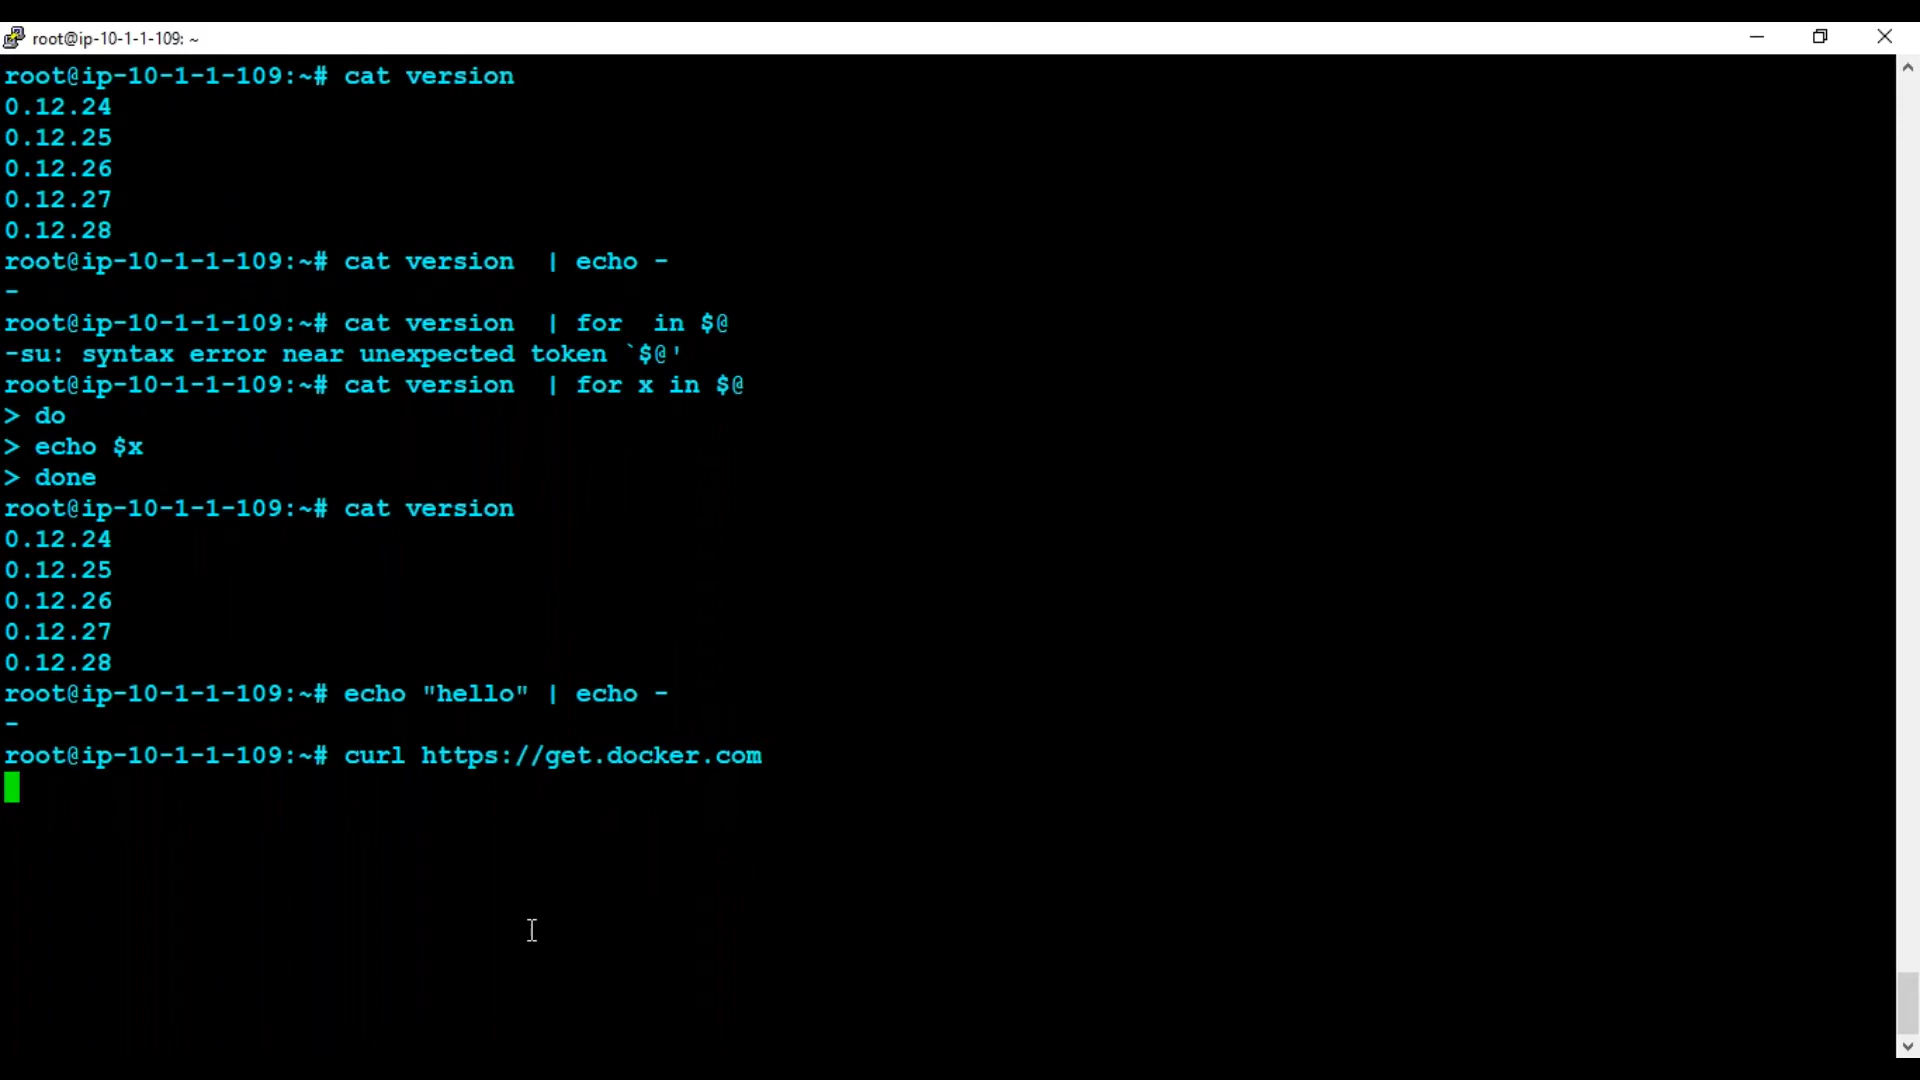 root@ip-10-1-1-109: ~
root@ip-10-1-1-109:~# cat version
0.12.24
0.12.25
0.12.26
0.12.27
0.12.28
root@ip-10-1-1-109:~# cat version  | echo -
-
root@ip-10-1-1-109:~# cat version  | for  in $@
-su: syntax error near unexpected token `$@'
root@ip-10-1-1-109:~# cat version  | for x in $@
> do
> echo $x
> done
root@ip-10-1-1-109:~# cat version
0.12.24
0.12.25
0.12.26
0.12.27
0.12.28
root@ip-10-1-1-109:~# echo "hello" | echo -
-
root@ip-10-1-1-109:~# curl https://get.docker.com